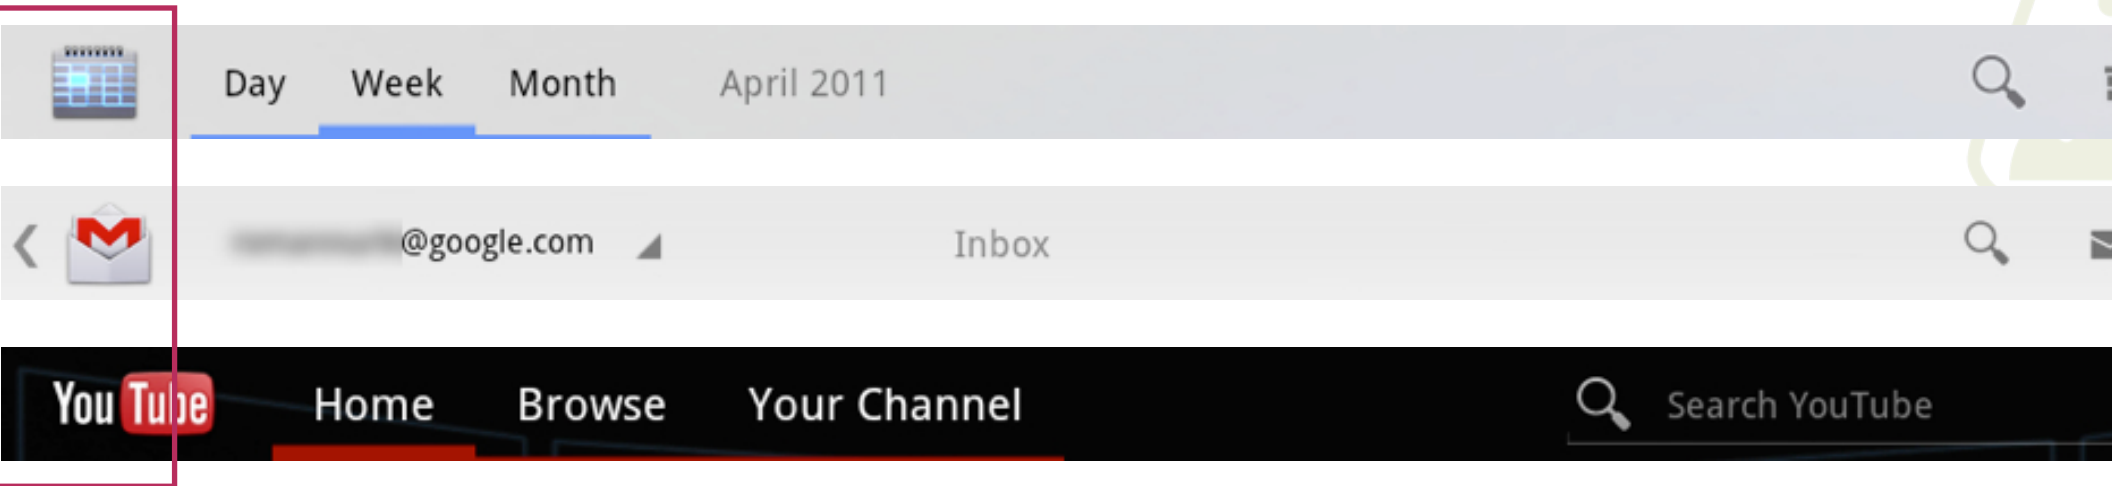 Day Week Month April 2011
@google.com Inbox
YouTube Home Browse Your Channel Search YouTube